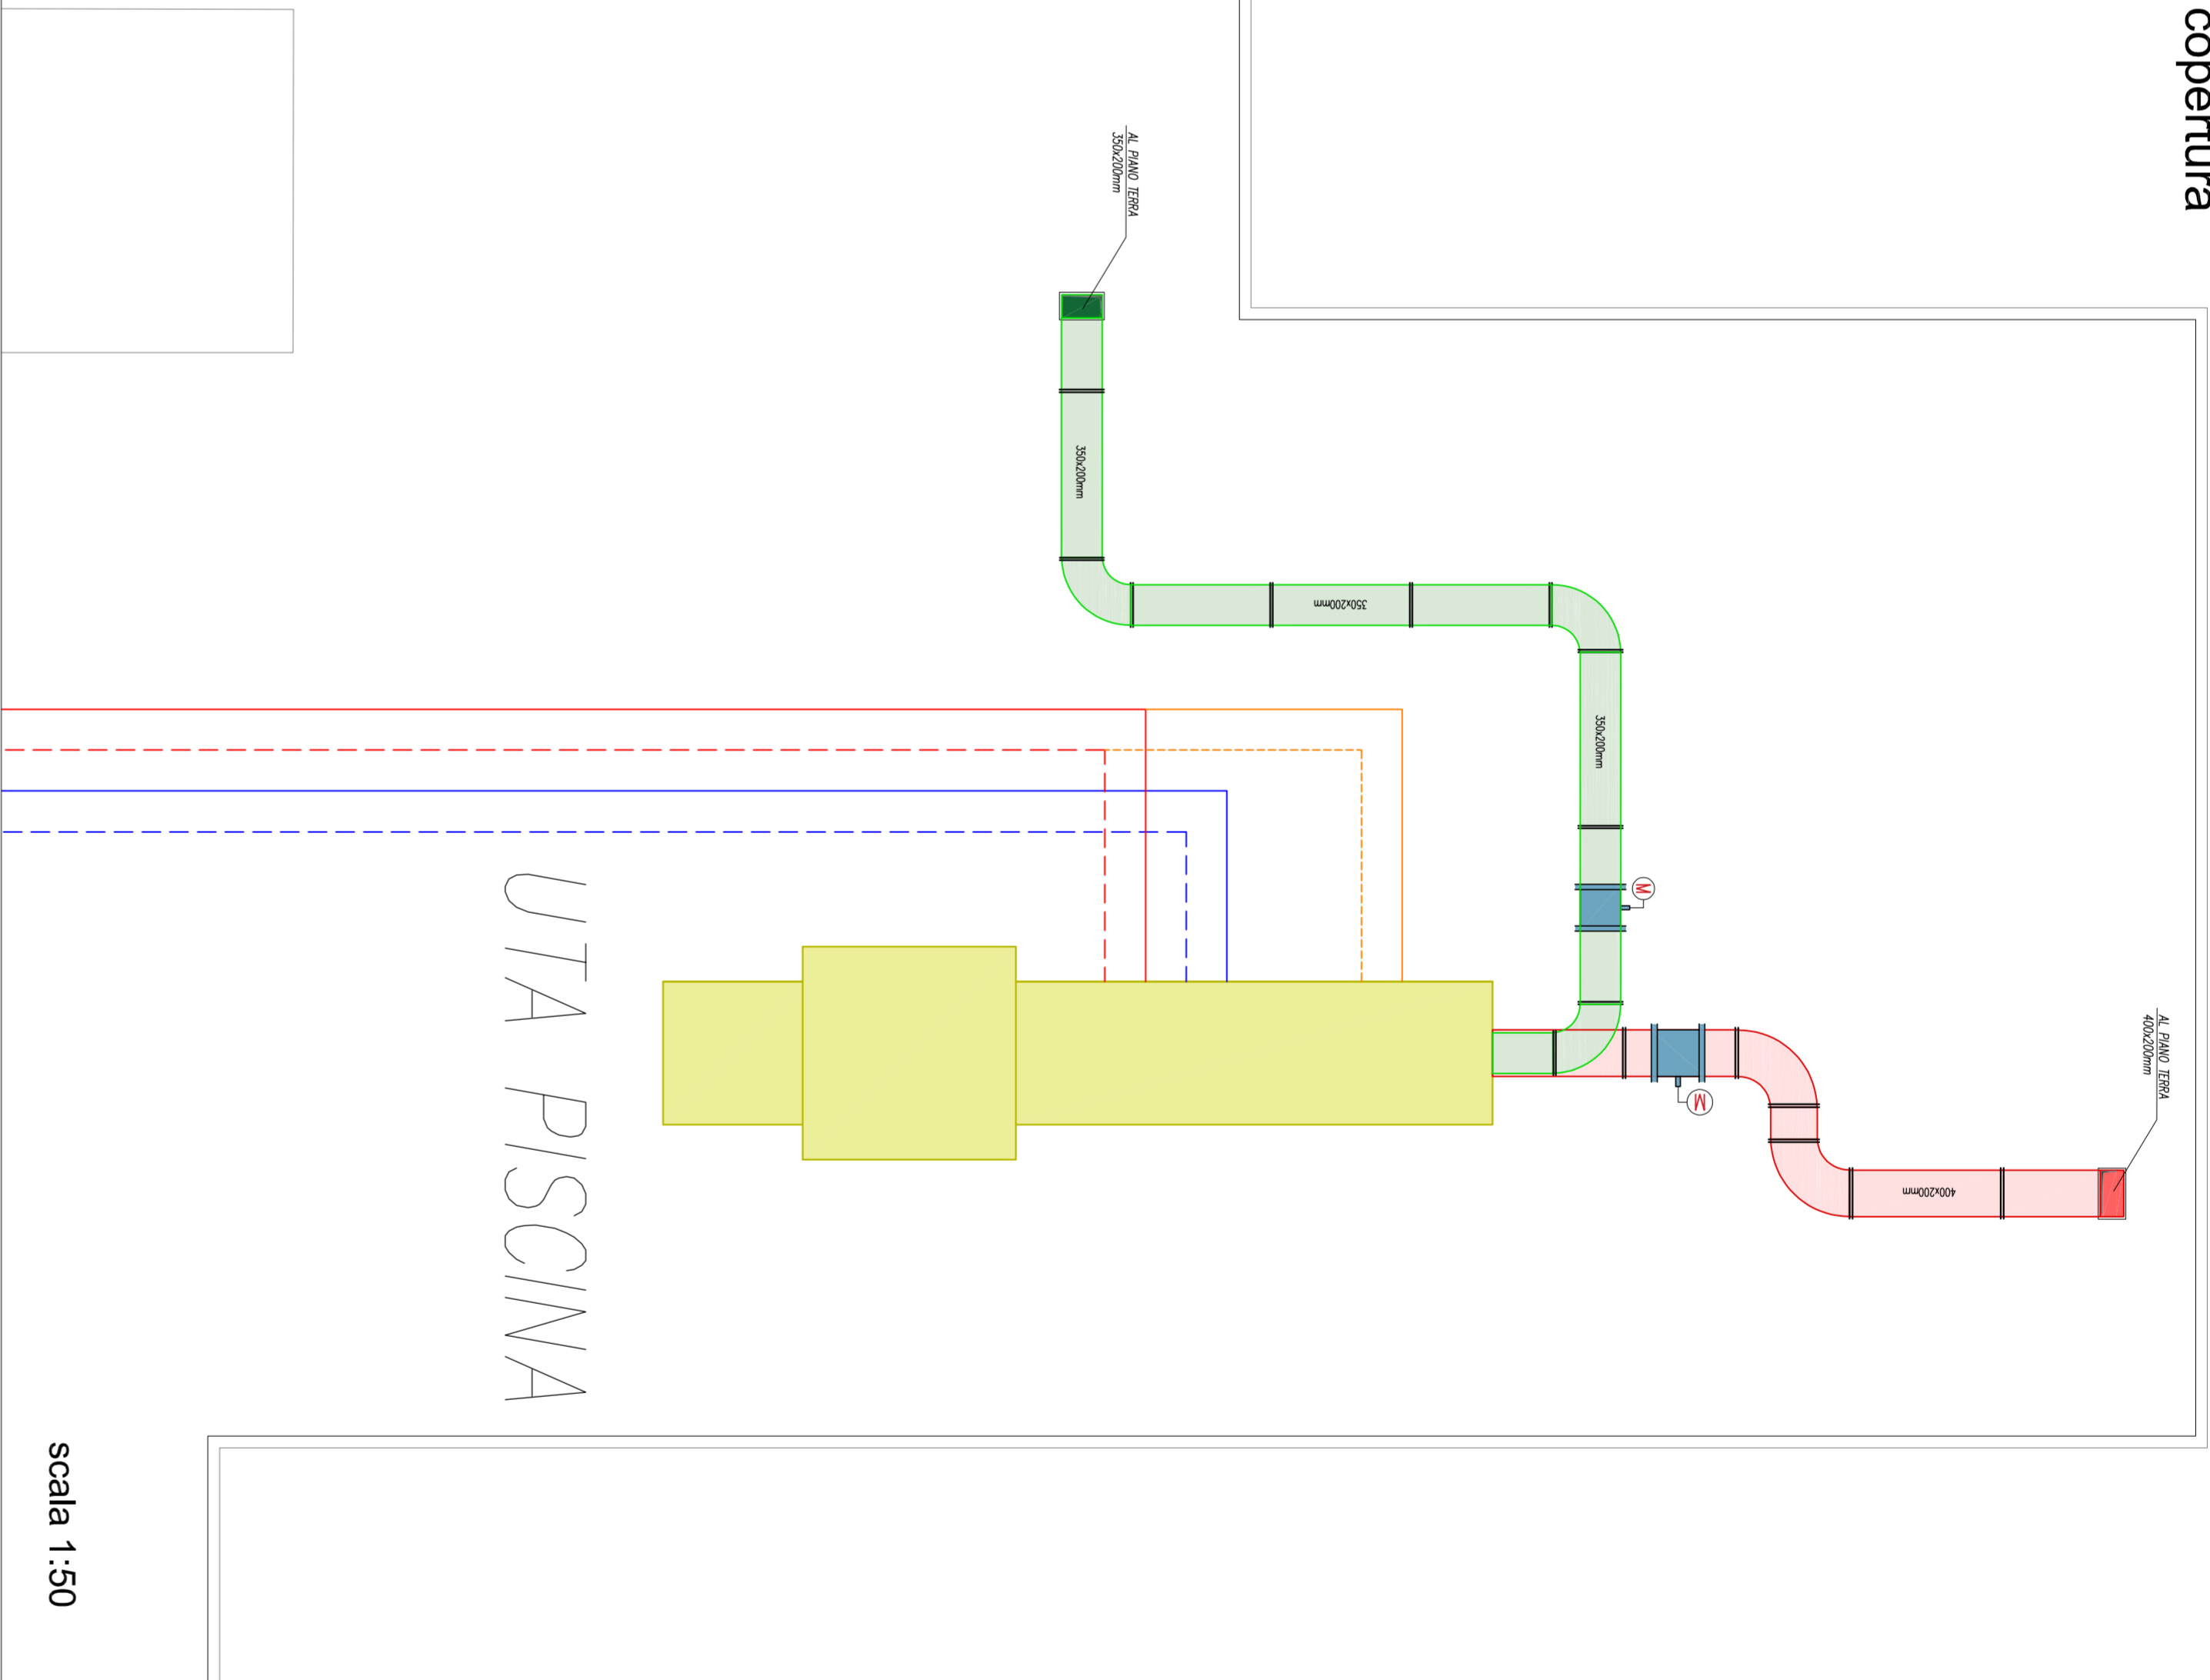 copertura
AL PIANO TERRA
350x200mm
350x200mm
350x200mm
350x200mm
M
M
AL PIANO TERRA
400x200mm
400x200mm
UTA PISCINA
scala 1:50